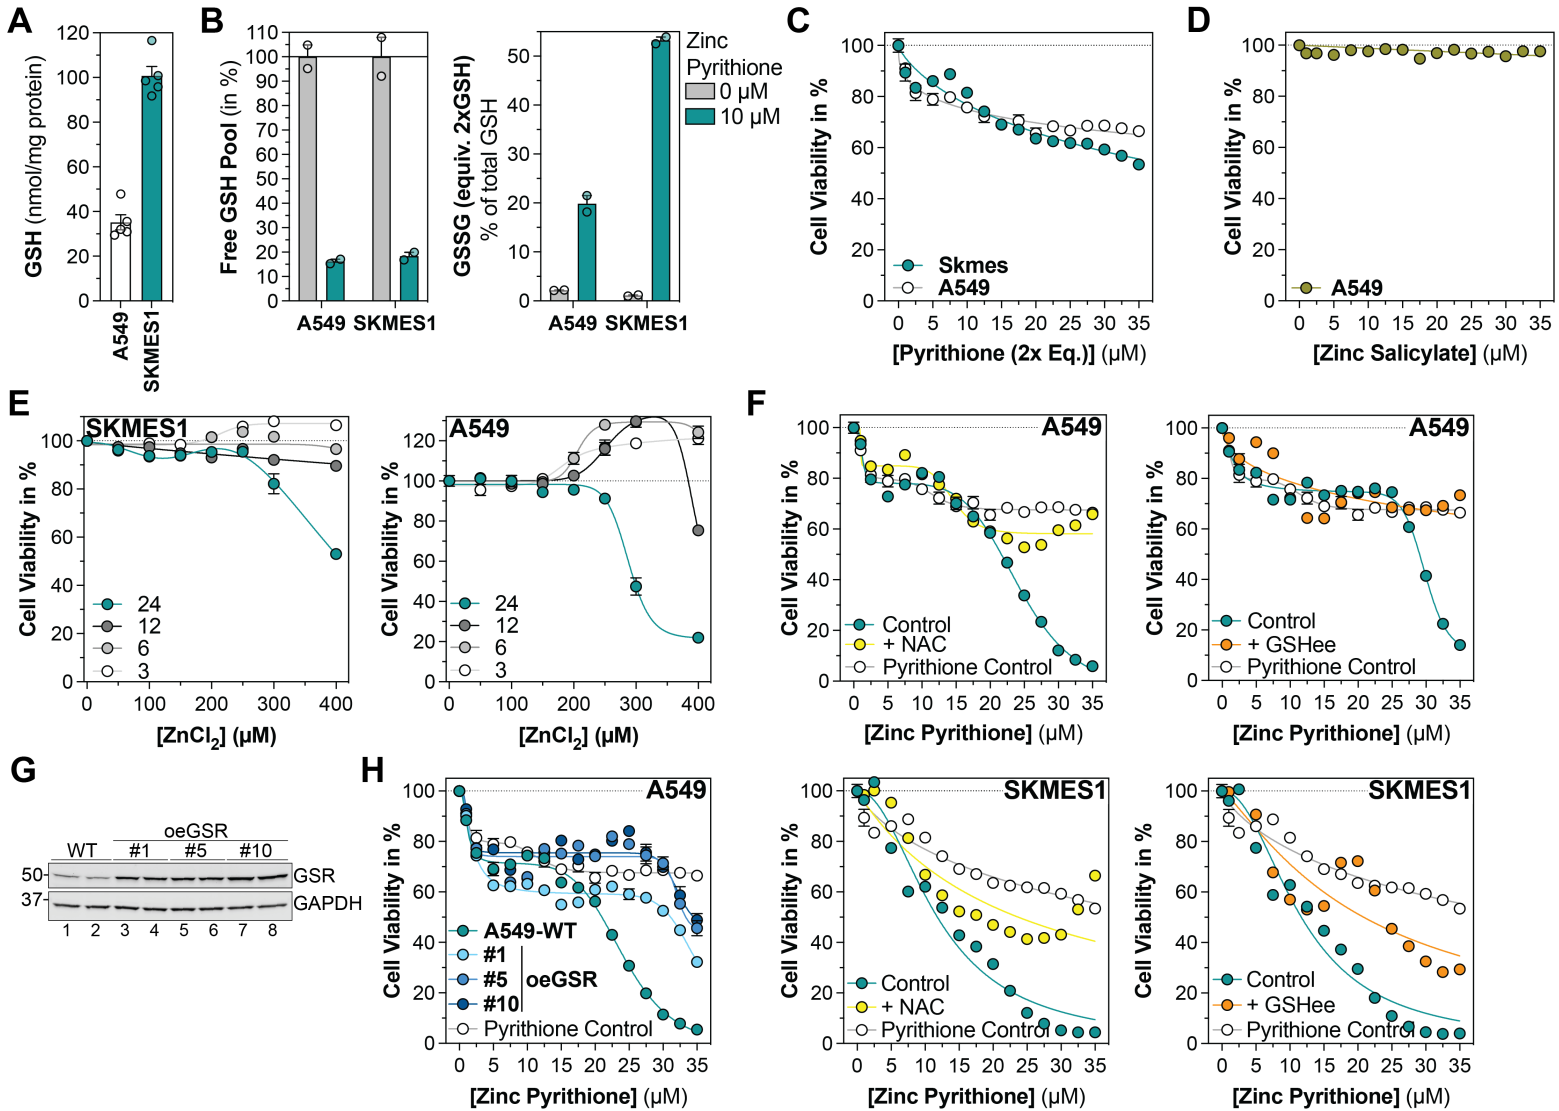 A
GSH (nmol/mg protein)
120
100
80
60
40
20
0
A549
SKMES1
B
Free GSH Pool (in %)
110
100
90
80
70
60
50
40
30
20
10
0
A549 SKMES1
GSSG (equiv. 2xGSH)
% of total GSH
50
40
30
20
10
0
A549 SKMES1
Zinc
Pyrithione
0 µM
10 µM
C
Cell Viability in %
100
80
60
40
20
0
Skmes
A549
0 5 10 15 20 25 30 35
[Pyrithione (2x Eq.)] (µM)
D
Cell Viability in %
100
80
60
40
20
0
A549
0 5 10 15 20 25 30 35
[Zinc Salicylate] (µM)
E
SKMES1
Cell Viability in %
100
80
60
40
20
0
24
12
6
3
0 100 200 300 400
[ZnCl2] (µM)
A549
Cell Viability in %
120
100
80
60
40
20
0
24
12
6
3
0 100 200 300 400
[ZnCl2] (µM)
F
A549
Cell Viability in %
100
80
60
40
20
0
Control
+ NAC
Pyrithione Control
0 5 10 15 20 25 30 35
[Zinc Pyrithione] (µM)
A549
Cell Viability in %
100
80
60
40
20
0
Control
+ GSHee
Pyrithione Control
0 5 10 15 20 25 30 35
[Zinc Pyrithione] (µM)
G
oeGSR
WT #1 #5 #10
50
GSR
37
GAPDH
1 2 3 4 5 6 7 8
H
A549
Cell Viability in %
100
80
60
40
20
0
A549-WT
#1
#5 oeGSR
#10
Pyrithione Control
0 5 10 15 20 25 30 35
[Zinc Pyrithione] (µM)
SKMES1
Cell Viability in %
100
80
60
40
20
0
Control
+ NAC
Pyrithione Control
0 5 10 15 20 25 30 35
[Zinc Pyrithione] (µM)
SKMES1
Cell Viability in %
100
80
60
40
20
0
Control
+ GSHee
Pyrithione Control
0 5 10 15 20 25 30 35
[Zinc Pyrithione] (µM)